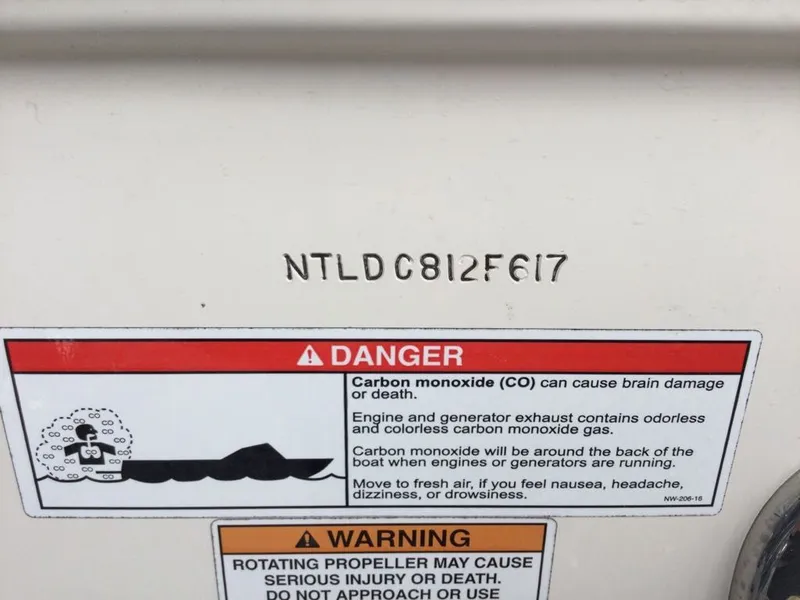 NTLDC812F617
DANGER
Carbon monoxide (CO) can cause brain damage
or death.
Engine and generator exhaust contains odorless
and colorless carbon monoxide gas.
Carbon monoxide will be around the back of the
boat when engines or generators are running.
Move to fresh air, if you feel nausea, headache,
dizziness, or drowsiness.
NW-206-16
WARNING
ROTATING PROPELLER MAY CAUSE
SERIOUS INJURY OR DEATH.
DO NOT APPROACH OR USE